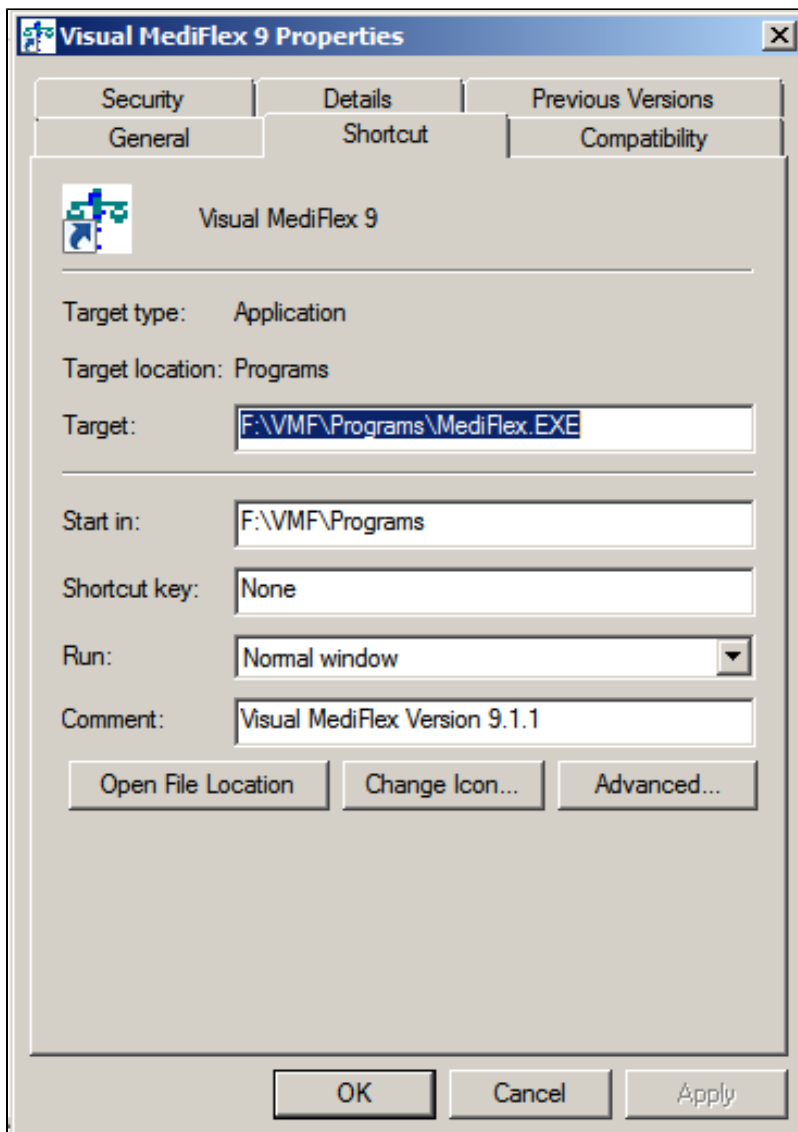 Visual MediFlex 9 Properties
Security Details Previous Versions
General Shortcut Compatibility
Visual MediFlex 9
Target type: Application
Target location: Programs
Target: F:\VMF\Programs\MediFlex.EXE
Start in: F:\VMF\Programs
Shortcut key: None
Run: Normal window
Comment: Visual MediFlex Version 9.1.1
Open File Location Change Icon... Advanced...
OK Cancel Apply